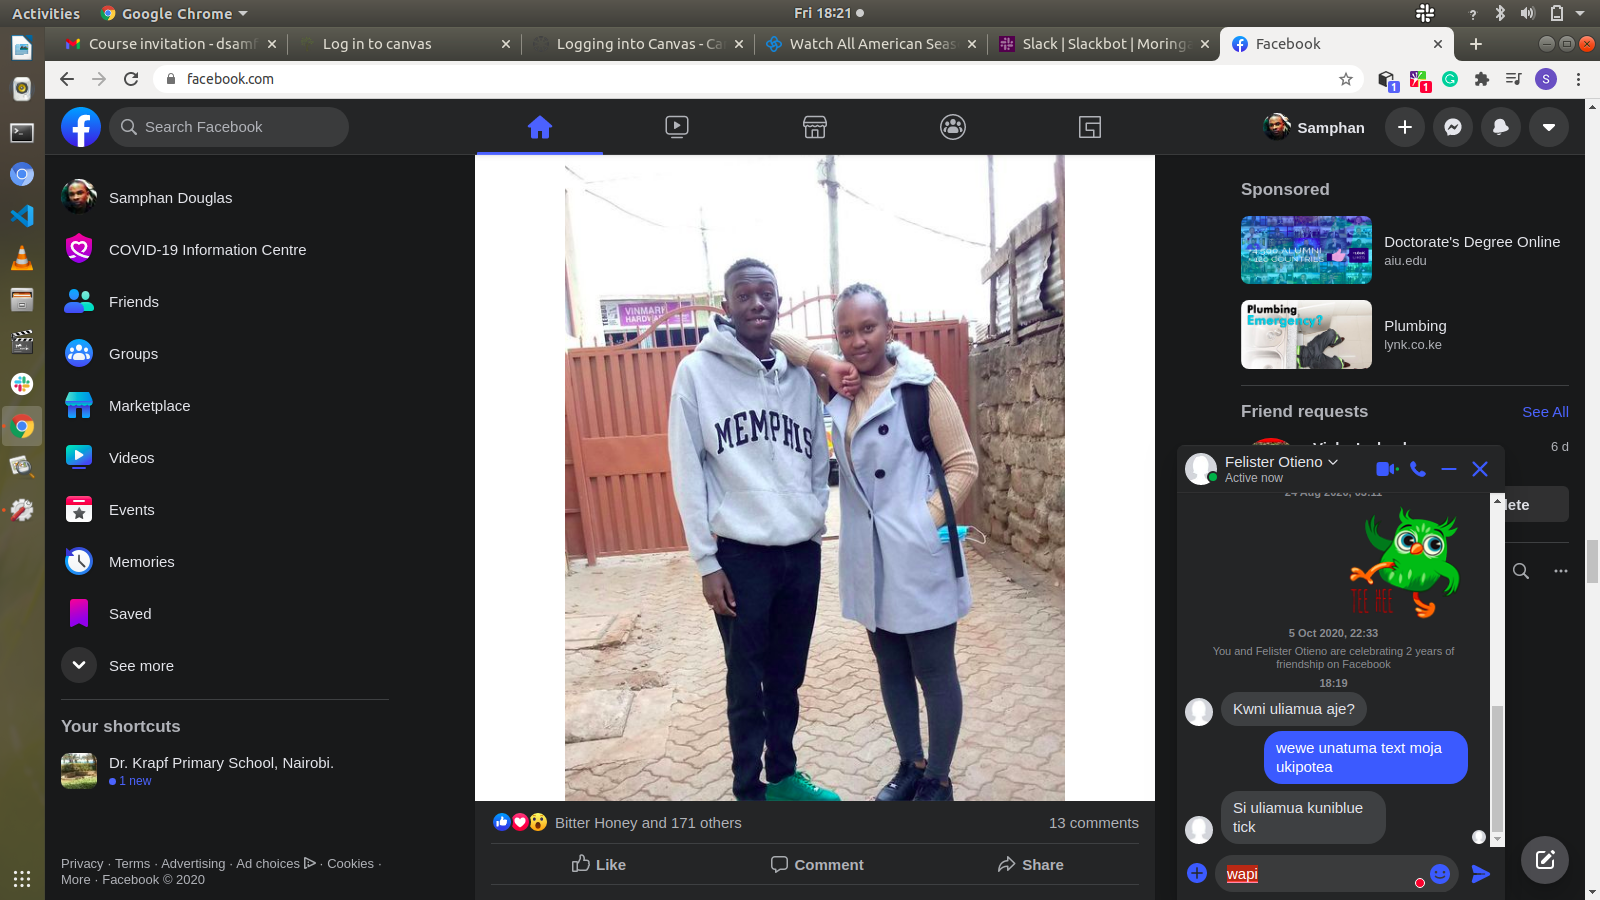 Activities
Google Chrome
Fri 18:21
?
Course invitation - dsamf
Log in to canvas
Logging into Canvas - Ca
Watch All American Seas
Slack | Slackbot | Moringa
Facebook
facebook.com
1
1
S
Search Facebook
Samphan
Samphan Douglas
COVID-19 Information Centre
Friends
Groups
Marketplace
Videos
Events
Memories
Saved
See more
Your shortcuts
Dr. Krapf Primary School, Nairobi.
1 new
Privacy · Terms · Advertising · Ad choices · Cookies ·
More · Facebook © 2020
VINMARK
HARDWARE
MEMPHIS
Bitter Honey and 171 others
13 comments
Like
Comment
Share
Sponsored
Doctorate's Degree Online
aiu.edu
Plumbing
Emergency?
Plumbing
lynk.co.ke
Friend requests
See All
6 d
lete
Felister Otieno
Active now
24 Aug 2020, 05:11
TEE HEE
5 Oct 2020, 22:33
You and Felister Otieno are celebrating 2 years of
friendship on Facebook
18:19
Kwni uliamua aje?
wewe unatuma text moja
ukipotea
Si uliamua kuniblue
tick
wapi